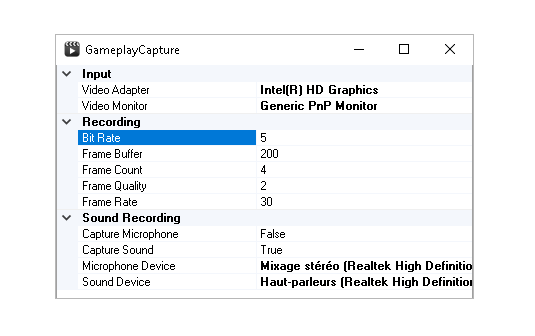 GameplayCapture
Input
Video Adapter Intel(R) HD Graphics
Video Monitor Generic PnP Monitor
Recording
Bit Rate 5
Frame Buffer 200
Frame Count 4
Frame Quality 2
Frame Rate 30
Sound Recording
Capture Microphone False
Capture Sound True
Microphone Device Mixage stéréo (Realtek High Definitio
Sound Device Haut-parleurs (Realtek High Definitio